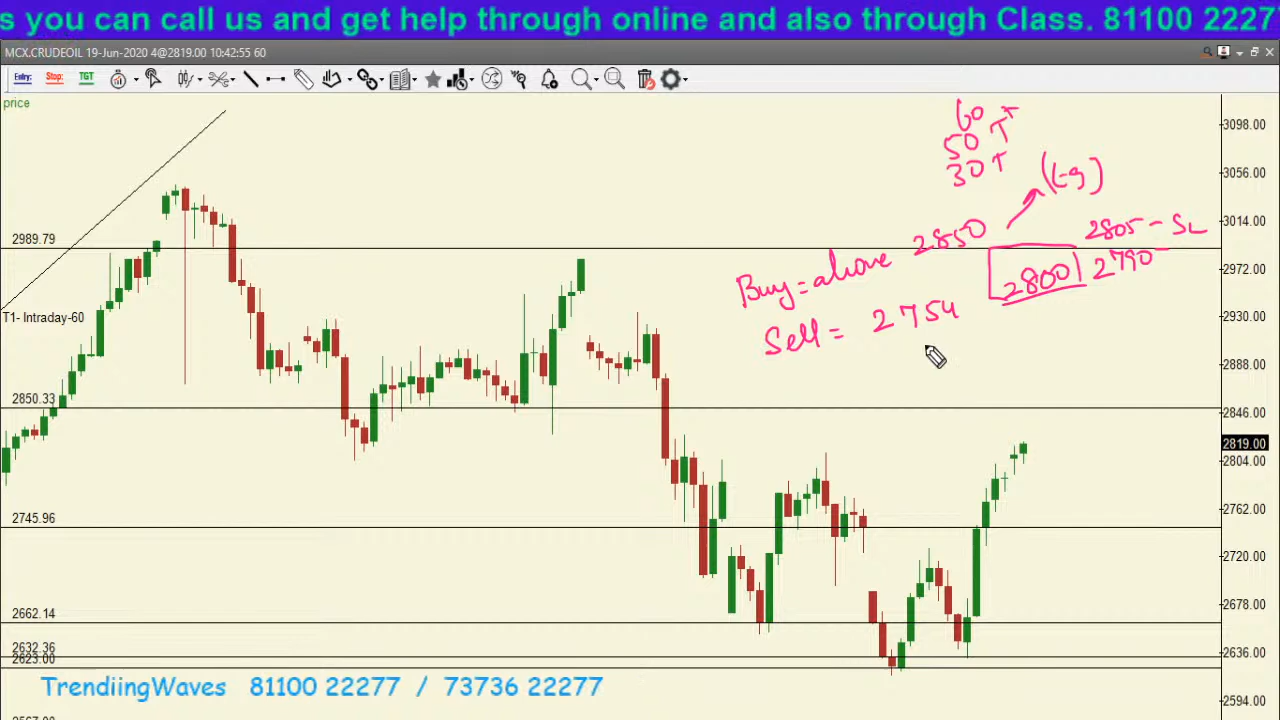 s you can call us and get help through online and also through Class. 81100 2227
MCX.CRUDEOIL 19-Jun-2020 4@2819.00 10:42:55 60
Entry: Stop: TGT
price
60
50 T
30 T
3098.00
3056.00
3014.00
2989.79
2972.00
T1- Intraday-60
2930.00
2888.00
2850.33
2846.00
2819.00
2804.00
2762.00
2745.96
2720.00
2678.00
2662.14
2632.36
2636.00
2623.00
2594.00
2805 - SL
Buy = above 2850
2800 | 2790
Sell = 2754
TrendiingWaves 81100 22277 / 73736 22277